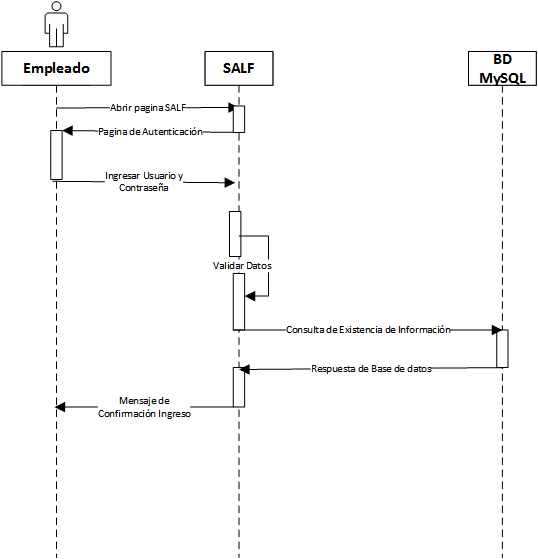 Empleado
SALF
BD
MySQL
Abrir pagina SALF
Pagina de Autenticación
Ingresar Usuario y
Contraseña
Validar Datos
Consulta de Existencia de Información
Respuesta de Base de datos
Mensaje de
Confirmación Ingreso